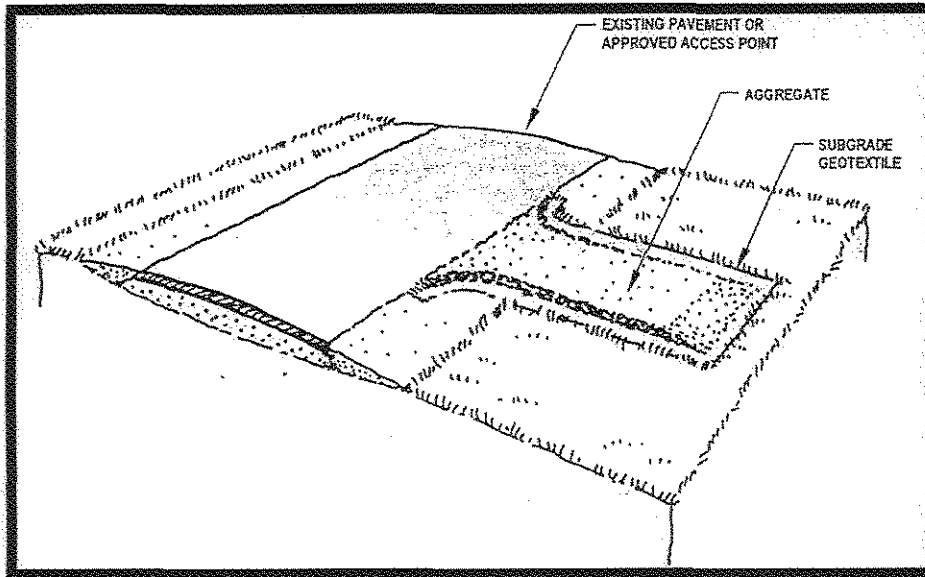 EXISTING PAVEMENT OR
APPROVED ACCESS POINT
AGGREGATE
SUBGRADE
GEOTEXTILE